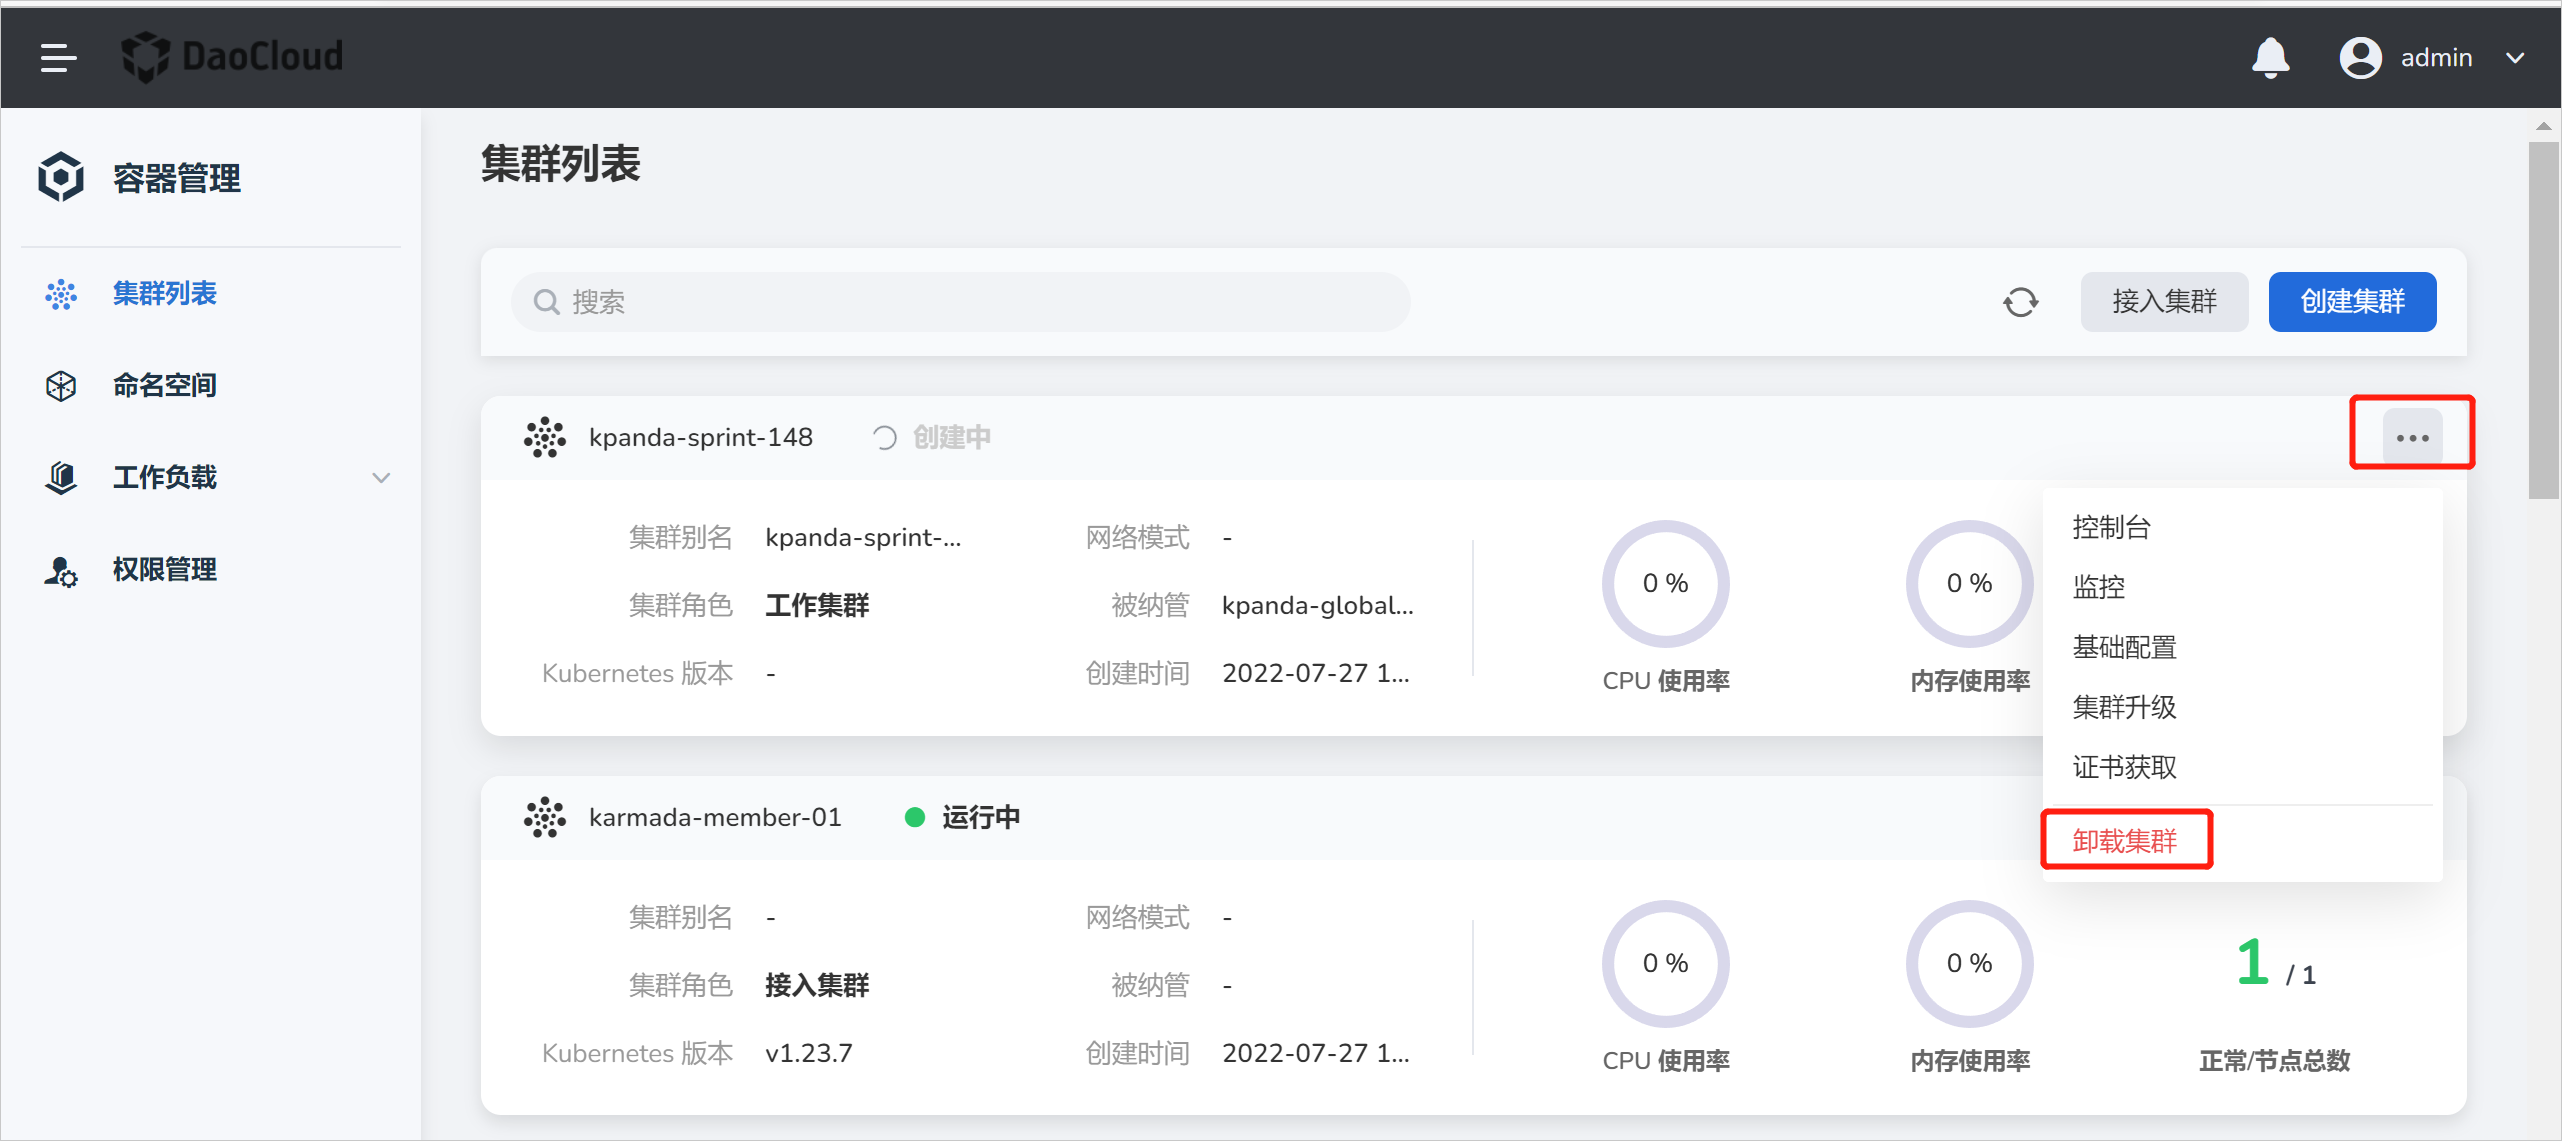 DaoCloud
admin
容器管理
集群列表
命名空间
工作负载
权限管理
集群列表
搜索
接入集群
创建集群
kpanda-sprint-148
创建中
集群别名 kpanda-sprint-...
网络模式 -
集群角色 工作集群
被纳管 kpanda-global...
Kubernetes 版本 -
创建时间 2022-07-27 1...
0 %
CPU 使用率
0 %
内存使用率
控制台
监控
基础配置
集群升级
证书获取
卸载集群
karmada-member-01
运行中
集群别名 -
网络模式 -
集群角色 接入集群
被纳管 -
Kubernetes 版本 v1.23.7
创建时间 2022-07-27 1...
0 %
CPU 使用率
0 %
内存使用率
1 / 1
正常/节点总数